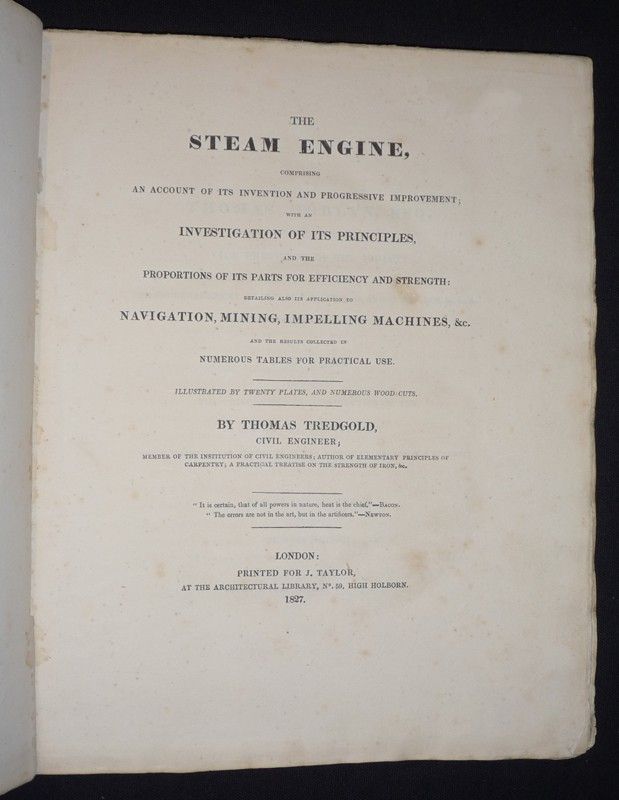 THE
STEAM ENGINE,
COMPRISING
AN ACCOUNT OF ITS INVENTION AND PROGRESSIVE IMPROVEMENT;
WITH AN
INVESTIGATION OF ITS PRINCIPLES,
AND THE
PROPORTIONS OF ITS PARTS FOR EFFICIENCY AND STRENGTH:
DETAILING ALSO ITS APPLICATION TO
NAVIGATION, MINING, IMPELLING MACHINES, &c.
AND THE RESULTS COLLECTED IN
NUMEROUS TABLES FOR PRACTICAL USE.
ILLUSTRATED BY TWENTY PLATES, AND NUMEROUS WOOD CUTS.
BY THOMAS TREDGOLD,
CIVIL ENGINEER;
MEMBER OF THE INSTITUTION OF CIVIL ENGINEERS; AUTHOR OF ELEMENTARY PRINCIPLES OF
CARPENTRY; A PRACTICAL TREATISE ON THE STRENGTH OF IRON, &c.
" It is certain, that of all powers in nature, heat is the chief."—BACON.
" The errors are not in the art, but in the artificers."—NEWTON.
LONDON:
PRINTED FOR J. TAYLOR,
AT THE ARCHITECTURAL LIBRARY, No. 59, HIGH HOLBORN.
1827.